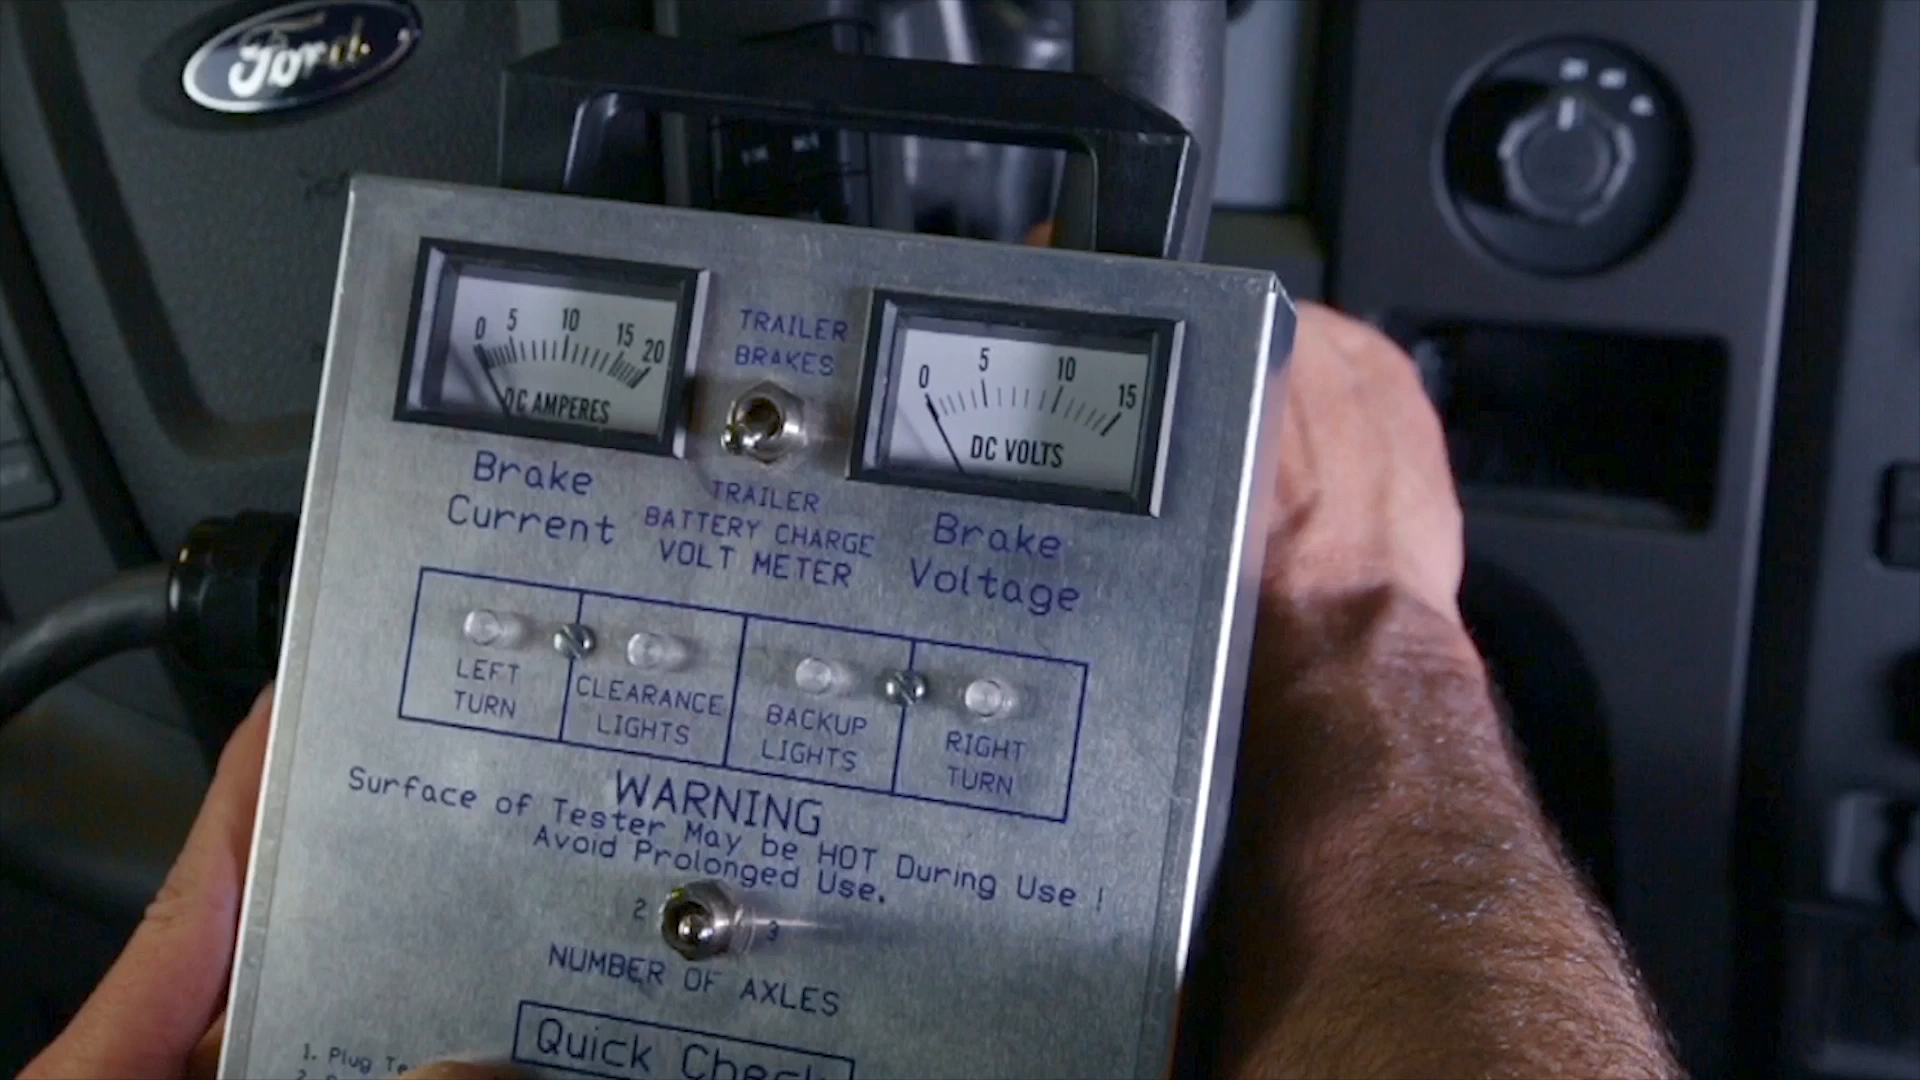 Ford
0 5 10 15 20
DC AMPERES
TRAILER
BRAKES
0 5 10 15
DC VOLTS
Brake
Current
TRAILER
BATTERY CHARGE
VOLT METER
Brake
Voltage
LEFT
TURN
CLEARANCE
LIGHTS
BACKUP
LIGHTS
RIGHT
TURN
WARNING
Surface of Tester May be HOT During Use !
Avoid Prolonged Use.
2 3
NUMBER OF AXLES
Quick Check
1. Plug